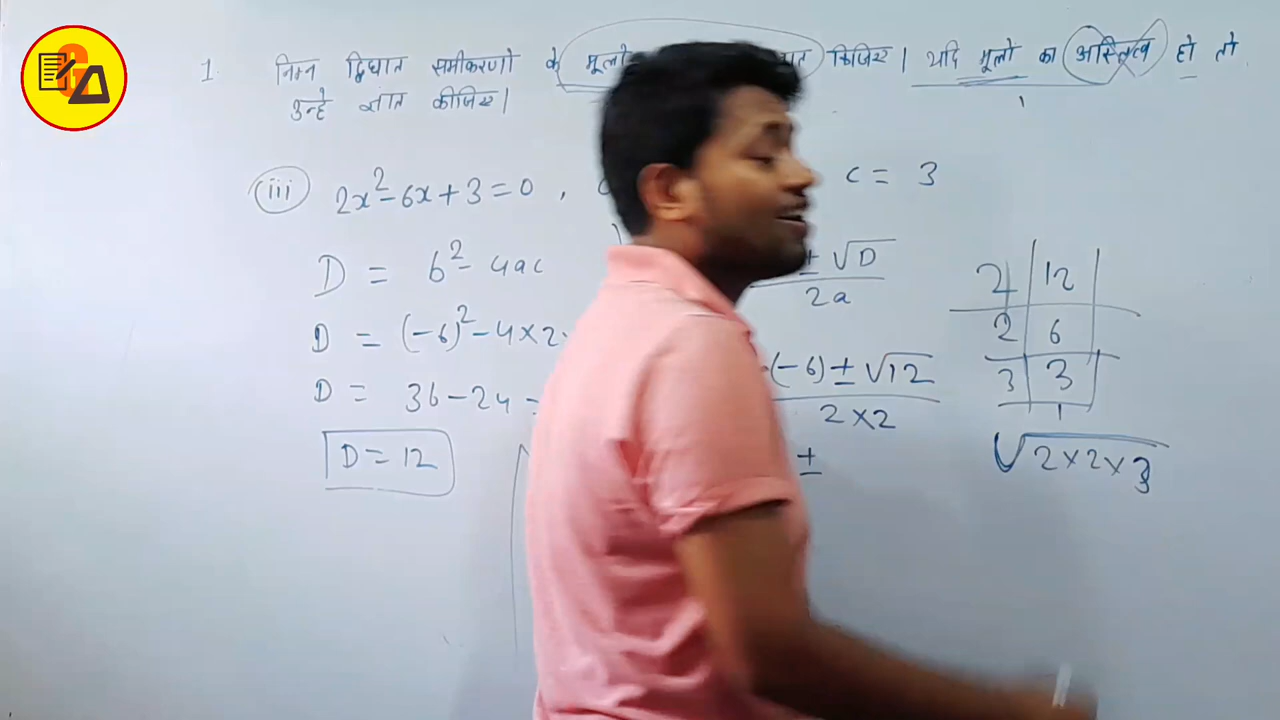 1. निम्न द्विघात समीकरणो के मूलो किजिए। यदि मूलो का अस्तित्व हो तो
उन्हे ज्ञात कीजिए।
(iii) 2x²-6x+3=0, c = 3
D = b²-4ac
D = (-6)²-4×2
D = 36-24
D=12
± √D
2a
(-6)±√12
2×2
±
2 | 12
2 | 6
3 | 3
1
√2×2×3